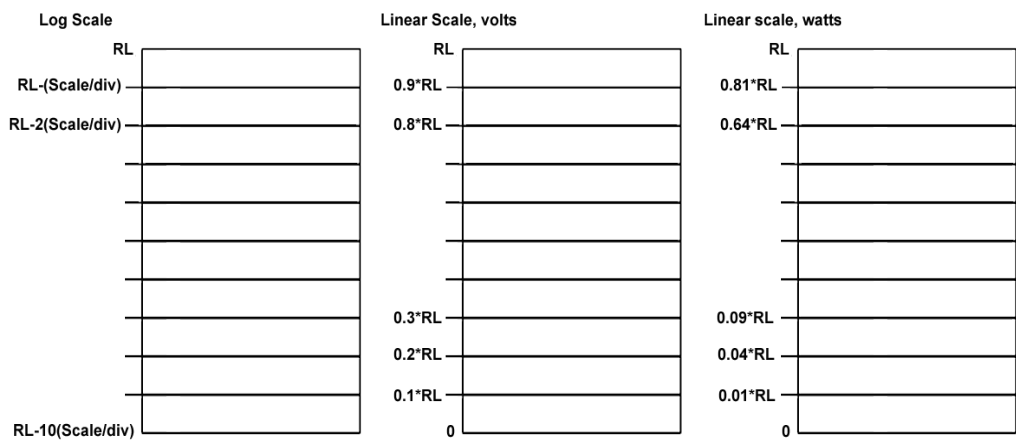 Log Scale
RL
RL-(Scale/div)
RL-2(Scale/div)
RL-10(Scale/div)
Linear Scale, volts
RL
0.9*RL
0.8*RL
0.3*RL
0.2*RL
0.1*RL
0
Linear scale, watts
RL
0.81*RL
0.64*RL
0.09*RL
0.04*RL
0.01*RL
0